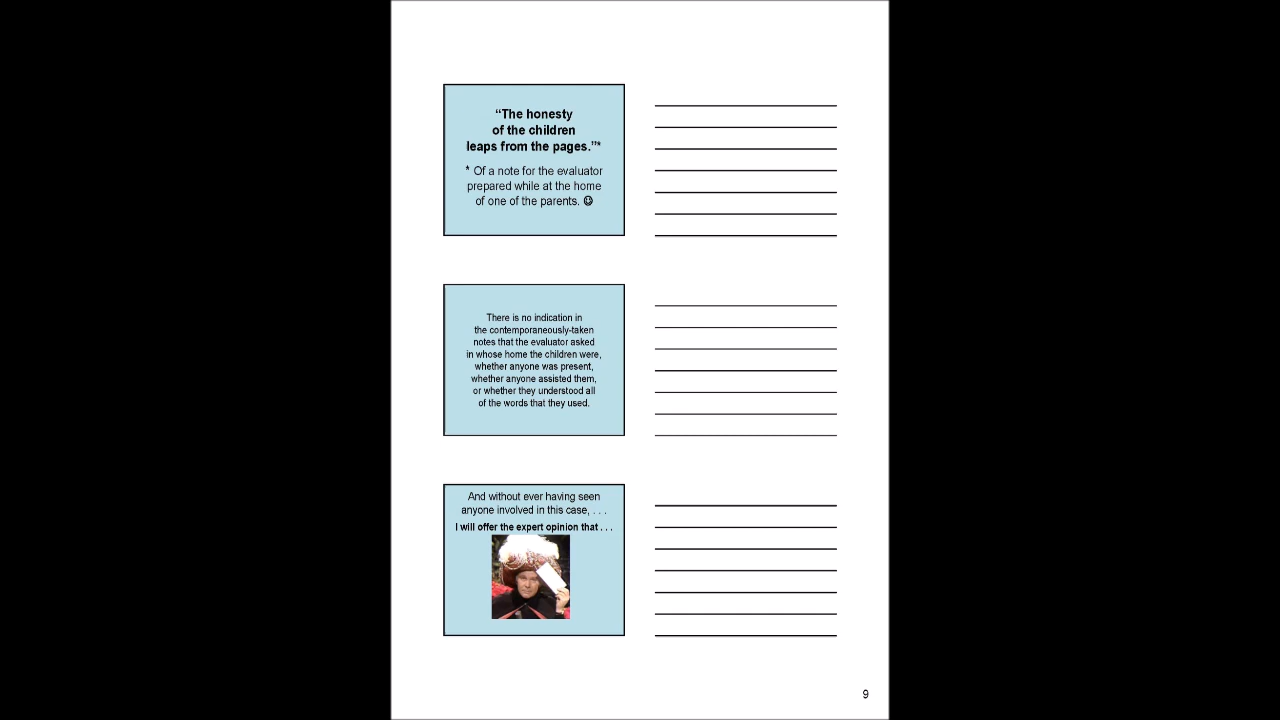 “The honesty
of the children
leaps from the pages.”*
* Of a note for the evaluator
prepared while at the home
of one of the parents. ☺
There is no indication in
the contemporaneously-taken
notes that the evaluator asked
in whose home the children were,
whether anyone was present,
whether anyone assisted them,
or whether they understood all
of the words that they used.
And without ever having seen
anyone involved in this case, . . .
I will offer the expert opinion that . . .
9